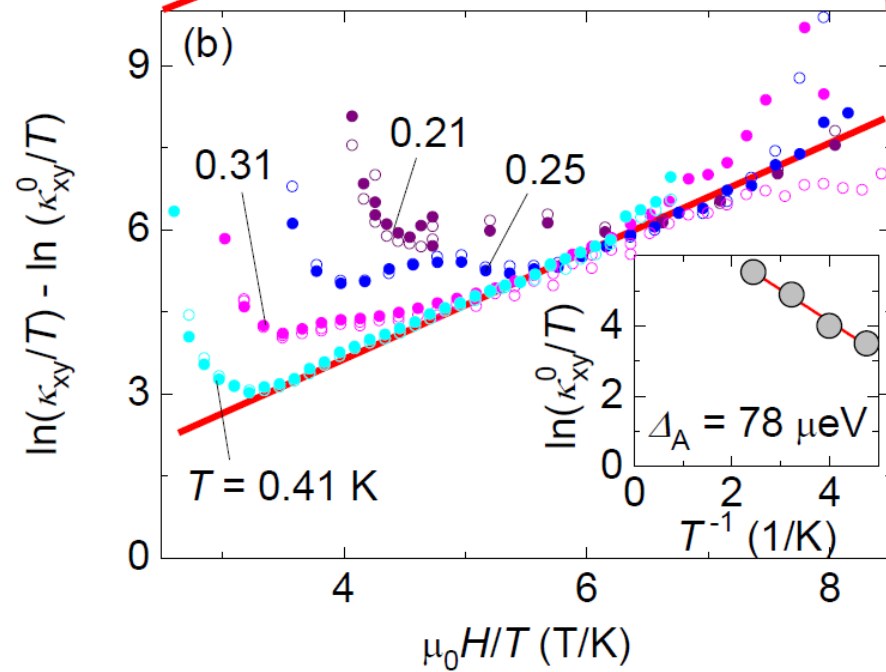 (b)
9
6
3
0
4
6
8
ln(κxy/T) - ln (κ⁰xy/T)
μ₀H/T (T/K)
0.21
0.31
0.25
T = 0.41 K
ln(κ⁰xy/T)
4
2
0
0
2
4
Δ_A = 78 μeV
T⁻¹ (1/K)